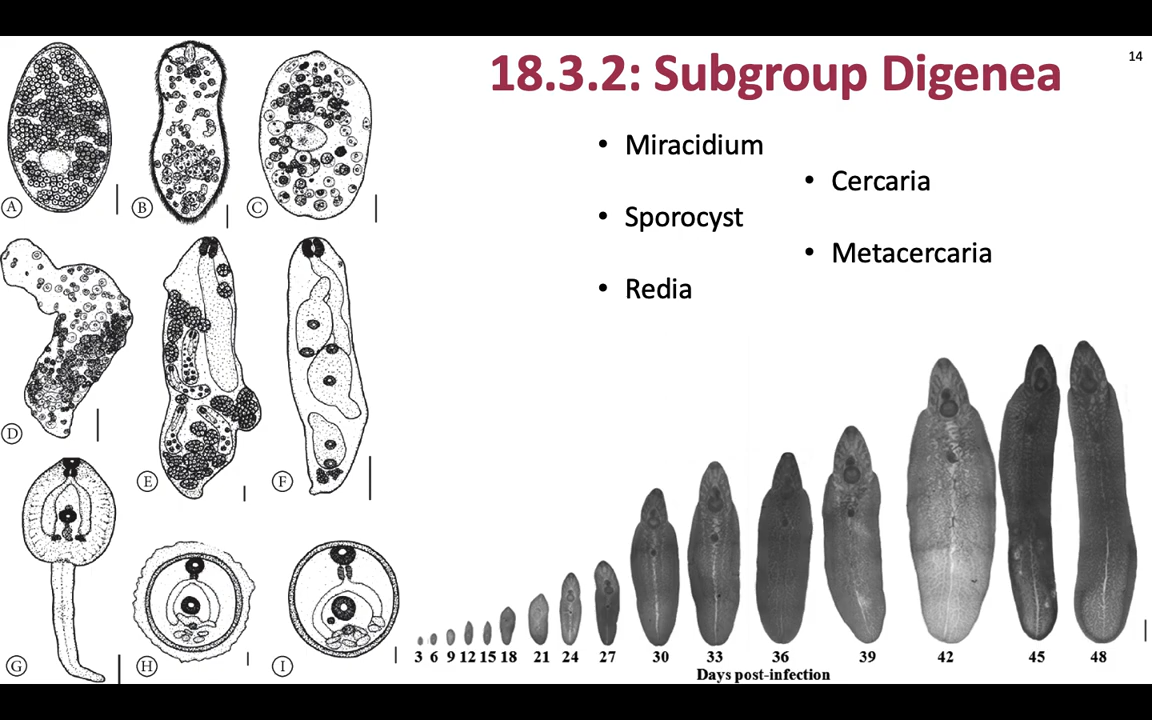 14
18.3.2: Subgroup Digenea
• Miracidium
• Cercaria
• Sporocyst
• Metacercaria
• Redia
A
B
C
D
E
F
G
H
I
3 6 9 12 15 18 21 24 27 30 33 36 39 42 45 48
Days post-infection